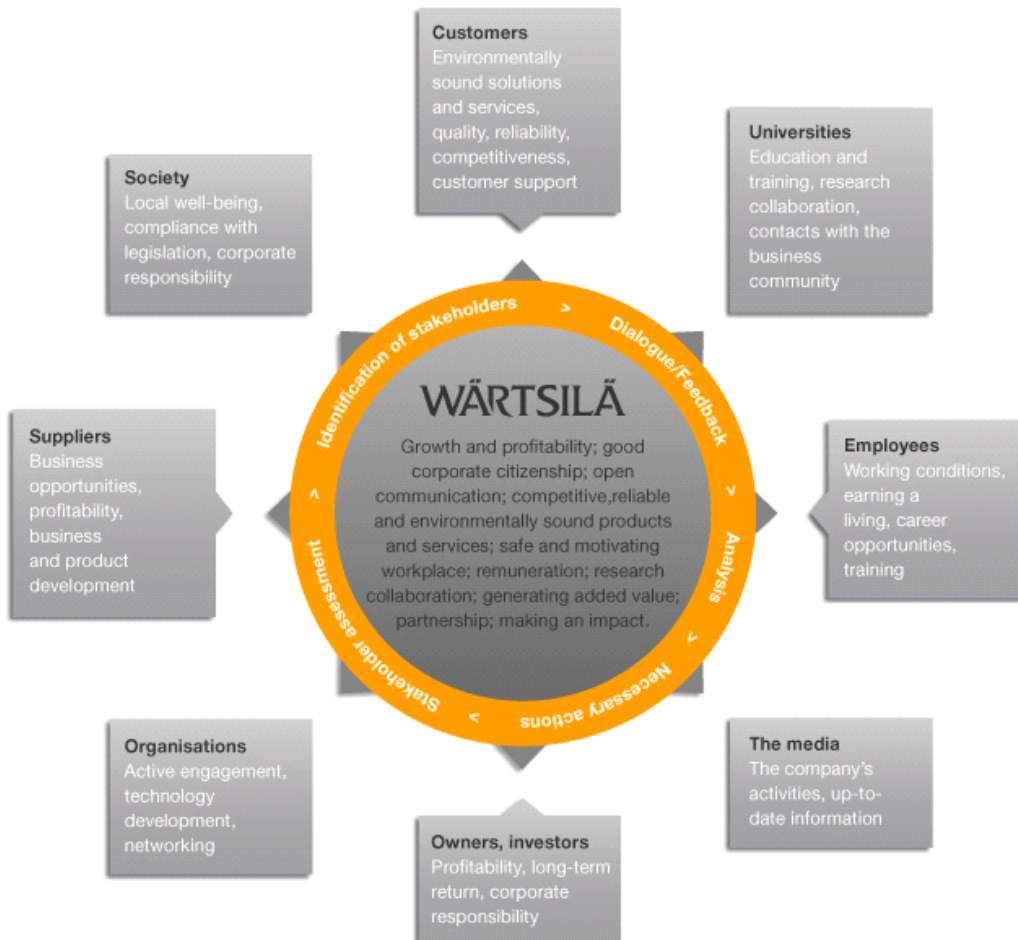 Customers
Environmentally
sound solutions
and services,
quality, reliability,
competitiveness,
customer support
Universities
Education and
training, research
collaboration,
contacts with the
business
community
Society
Local well-being,
compliance with
legislation, corporate
responsibility
Identification of stakeholders > Dialogue/Feedback > Analysis > Necessary actions > Stakeholder assessment >
WÄRTSILÄ
Growth and profitability; good
corporate citizenship; open
communication; competitive,reliable
and environmentally sound products
and services; safe and motivating
workplace; remuneration; research
collaboration; generating added value;
partnership; making an impact.
Suppliers
Business
opportunities,
profitability,
business
and product
development
Employees
Working conditions,
earning a
living, career
opportunities,
training
Organisations
Active engagement,
technology
development,
networking
The media
The company's
activities, up-to-
date information
Owners, investors
Profitability, long-term
return, corporate
responsibility